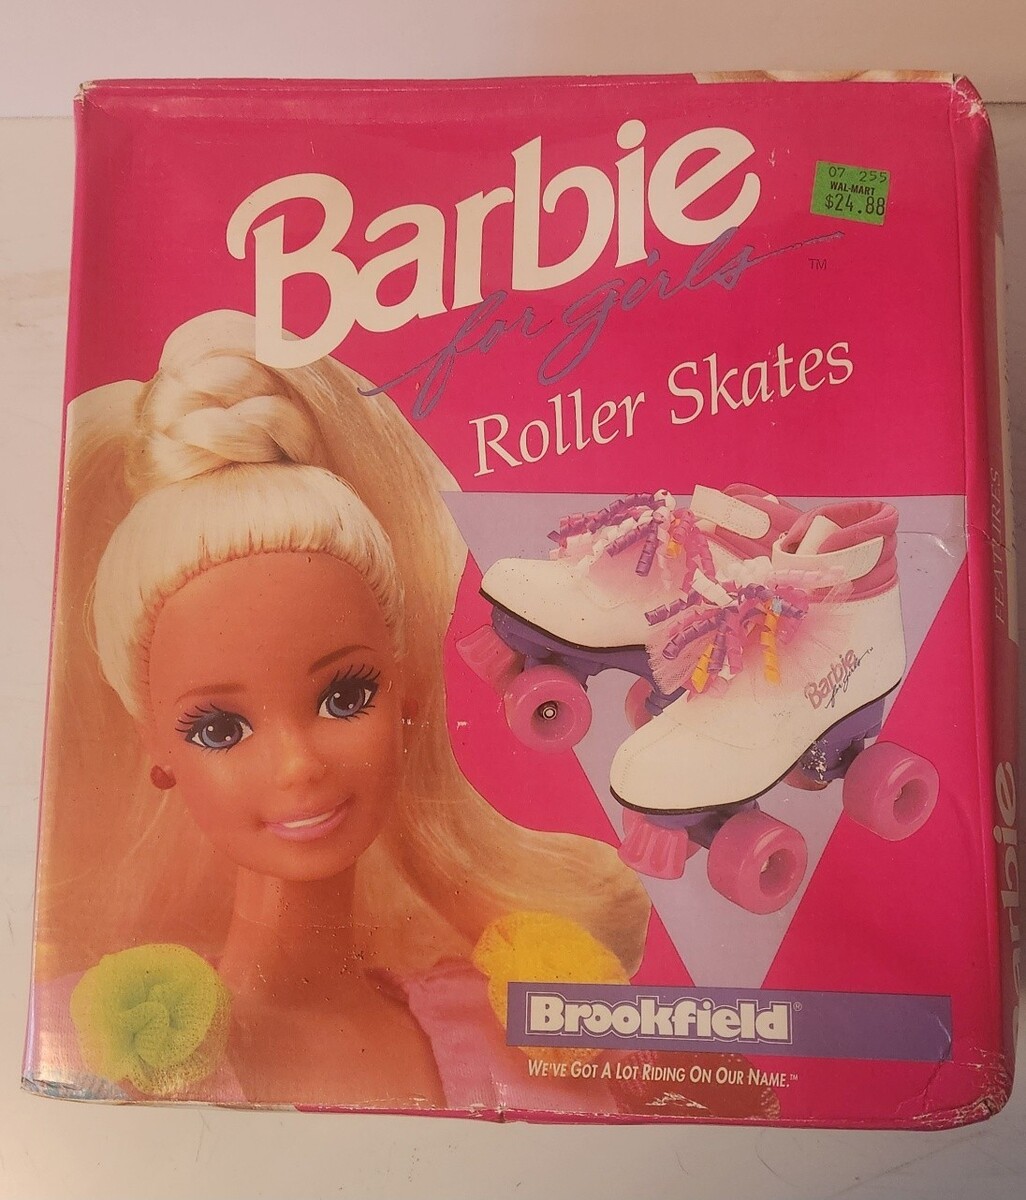 Barbie
for girls
TM
Roller Skates
07 255
WAL-MART
$24.88
Barbie
for girls
FEATURES
Barbie
Brookfield®
WE'VE GOT A LOT RIDING ON OUR NAME.™